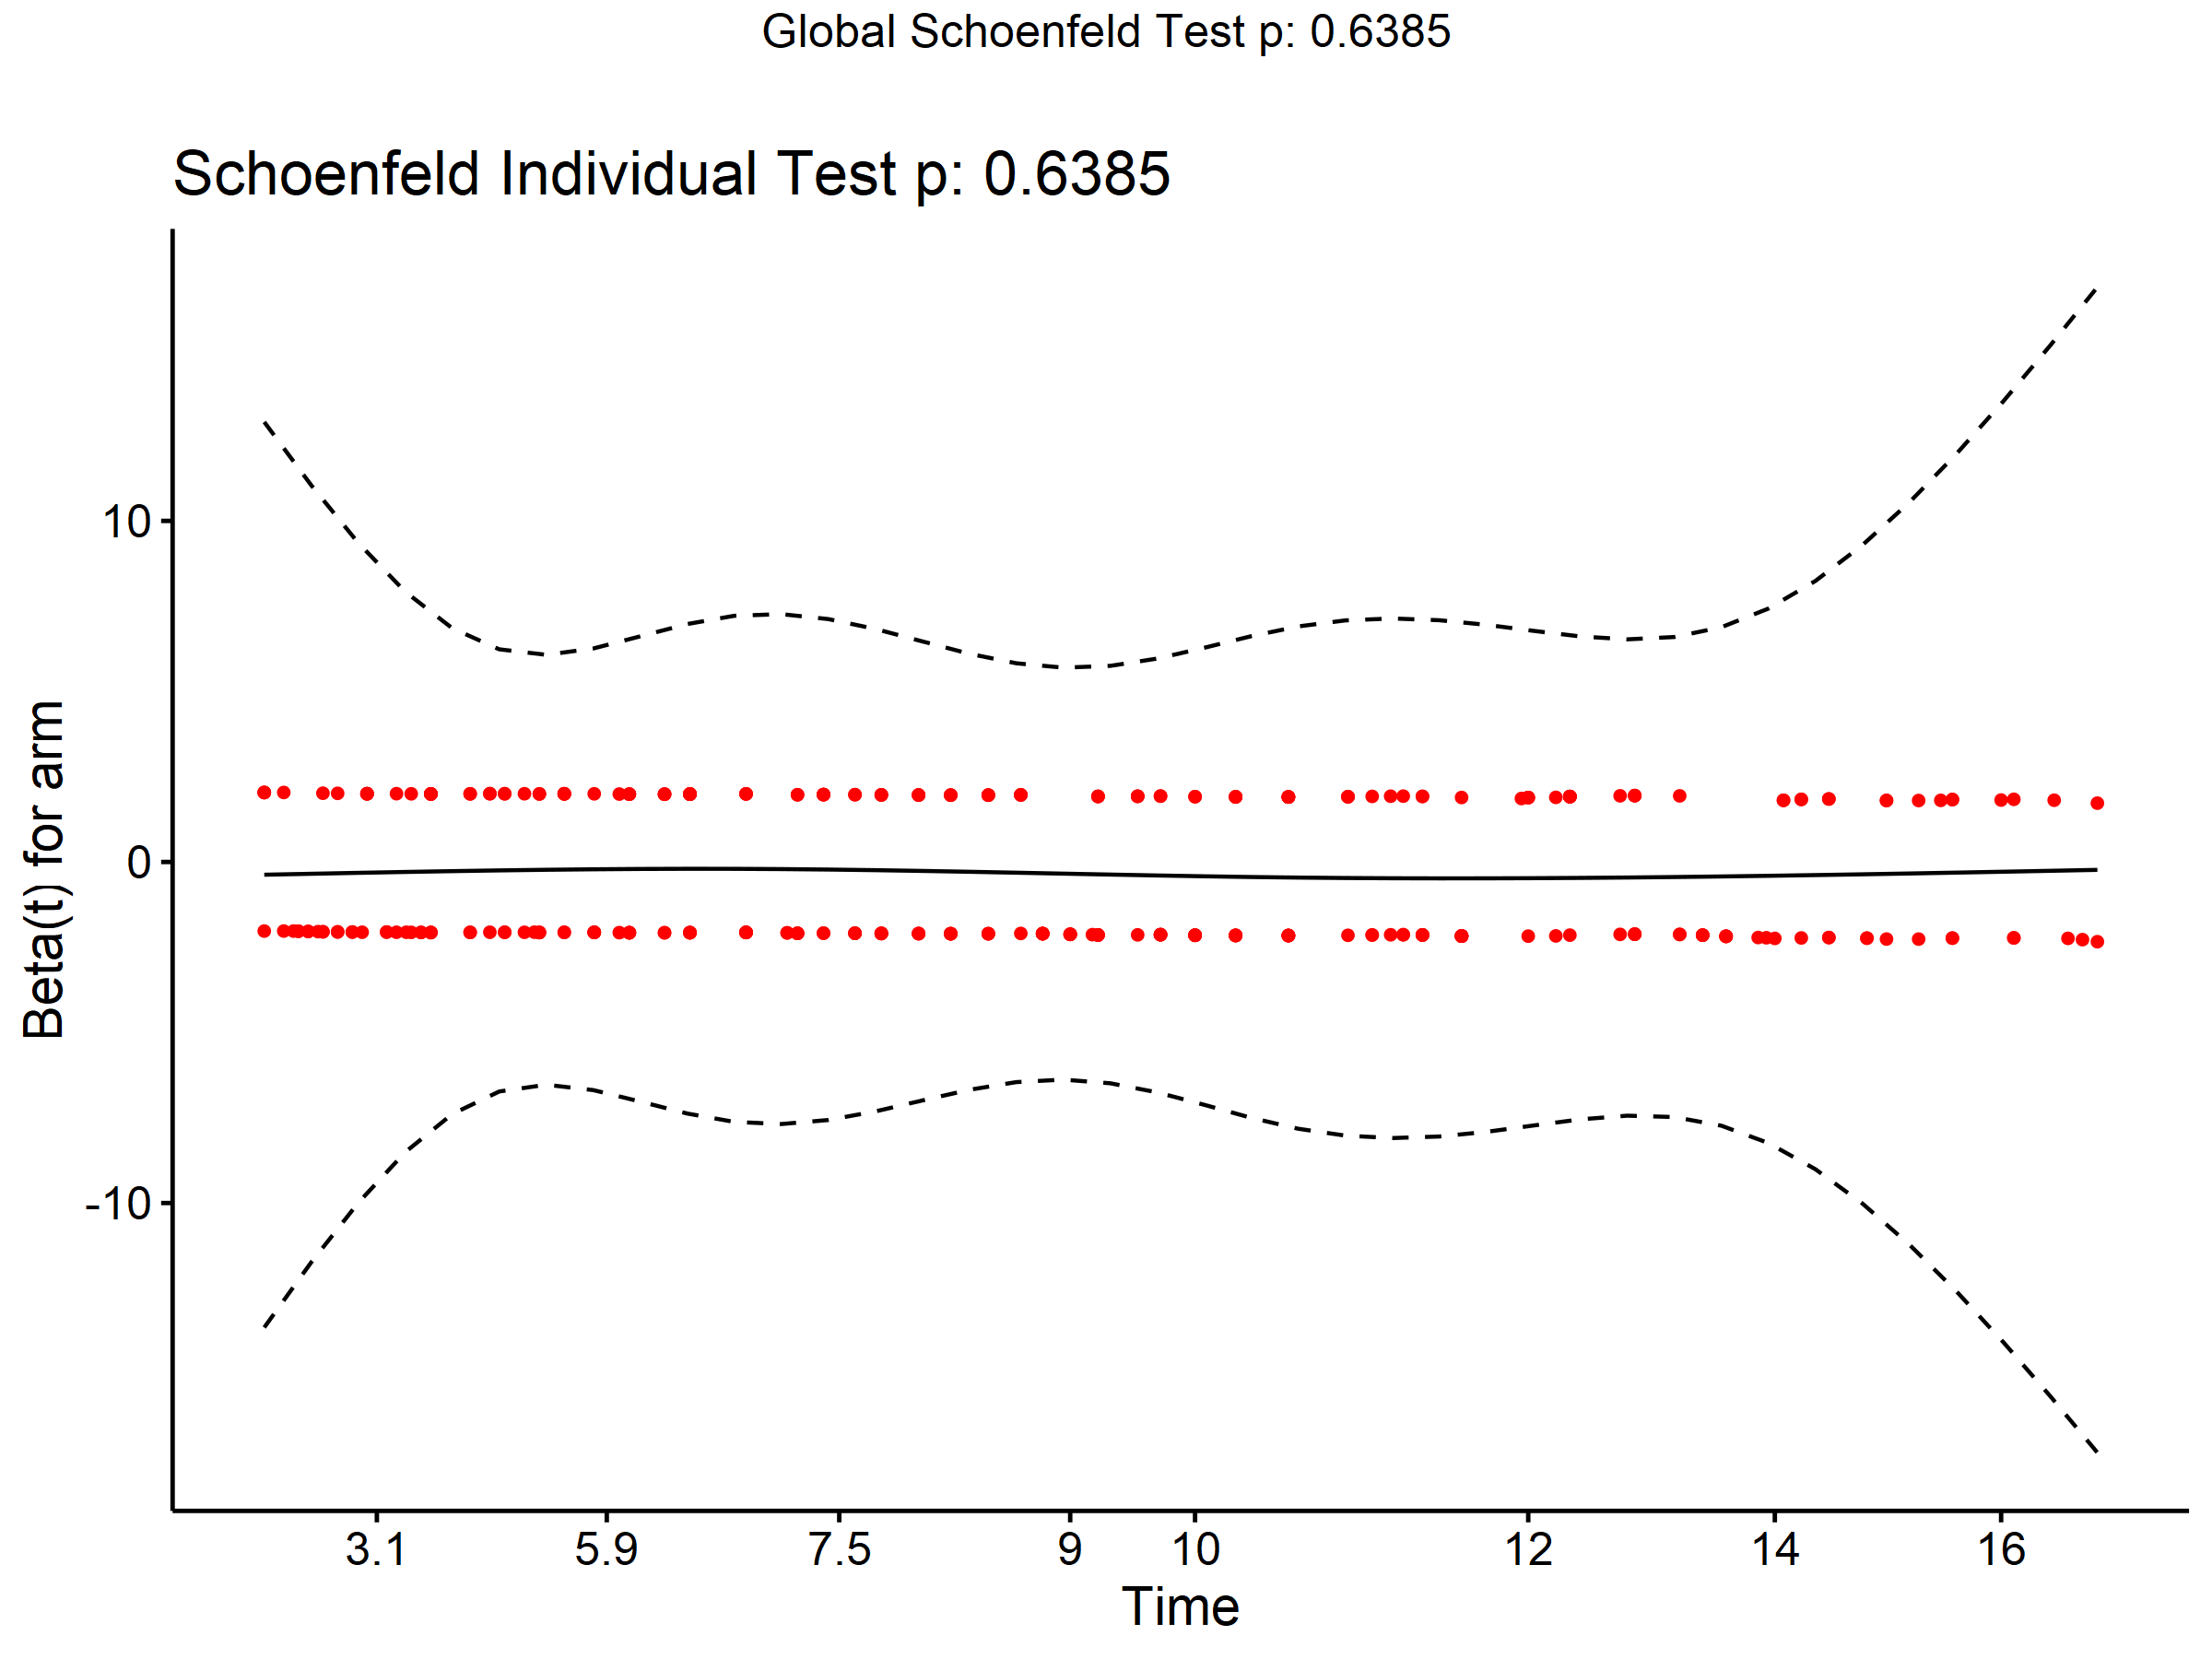 Global Schoenfeld Test p: 0.6385
Schoenfeld Individual Test p: 0.6385
Beta(t) for arm
10
0
-10
3.1 5.9 7.5 9 10 12 14 16
Time